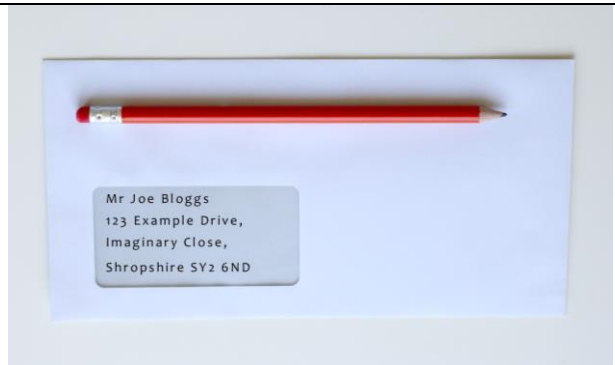 Mr Joe Bloggs
123 Example Drive,
Imaginary Close,
Shropshire SY2 6ND